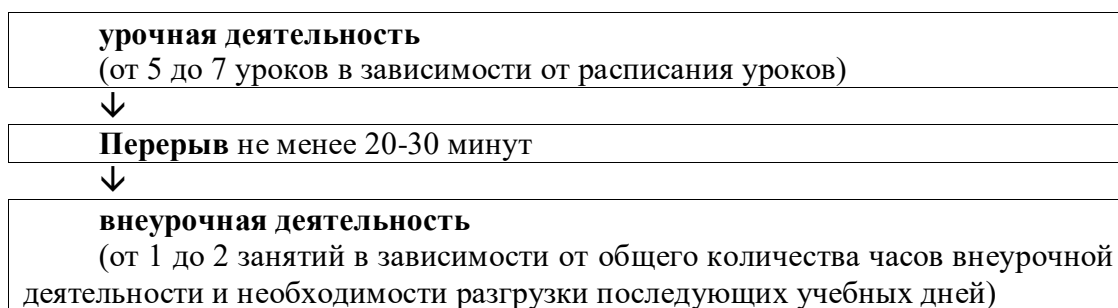 урочная деятельность
(от 5 до 7 уроков в зависимости от расписания уроков)
↓
Перерыв не менее 20-30 минут
↓
внеурочная деятельность
(от 1 до 2 занятий в зависимости от общего количества часов внеурочной
деятельности и необходимости разгрузки последующих учебных дней)